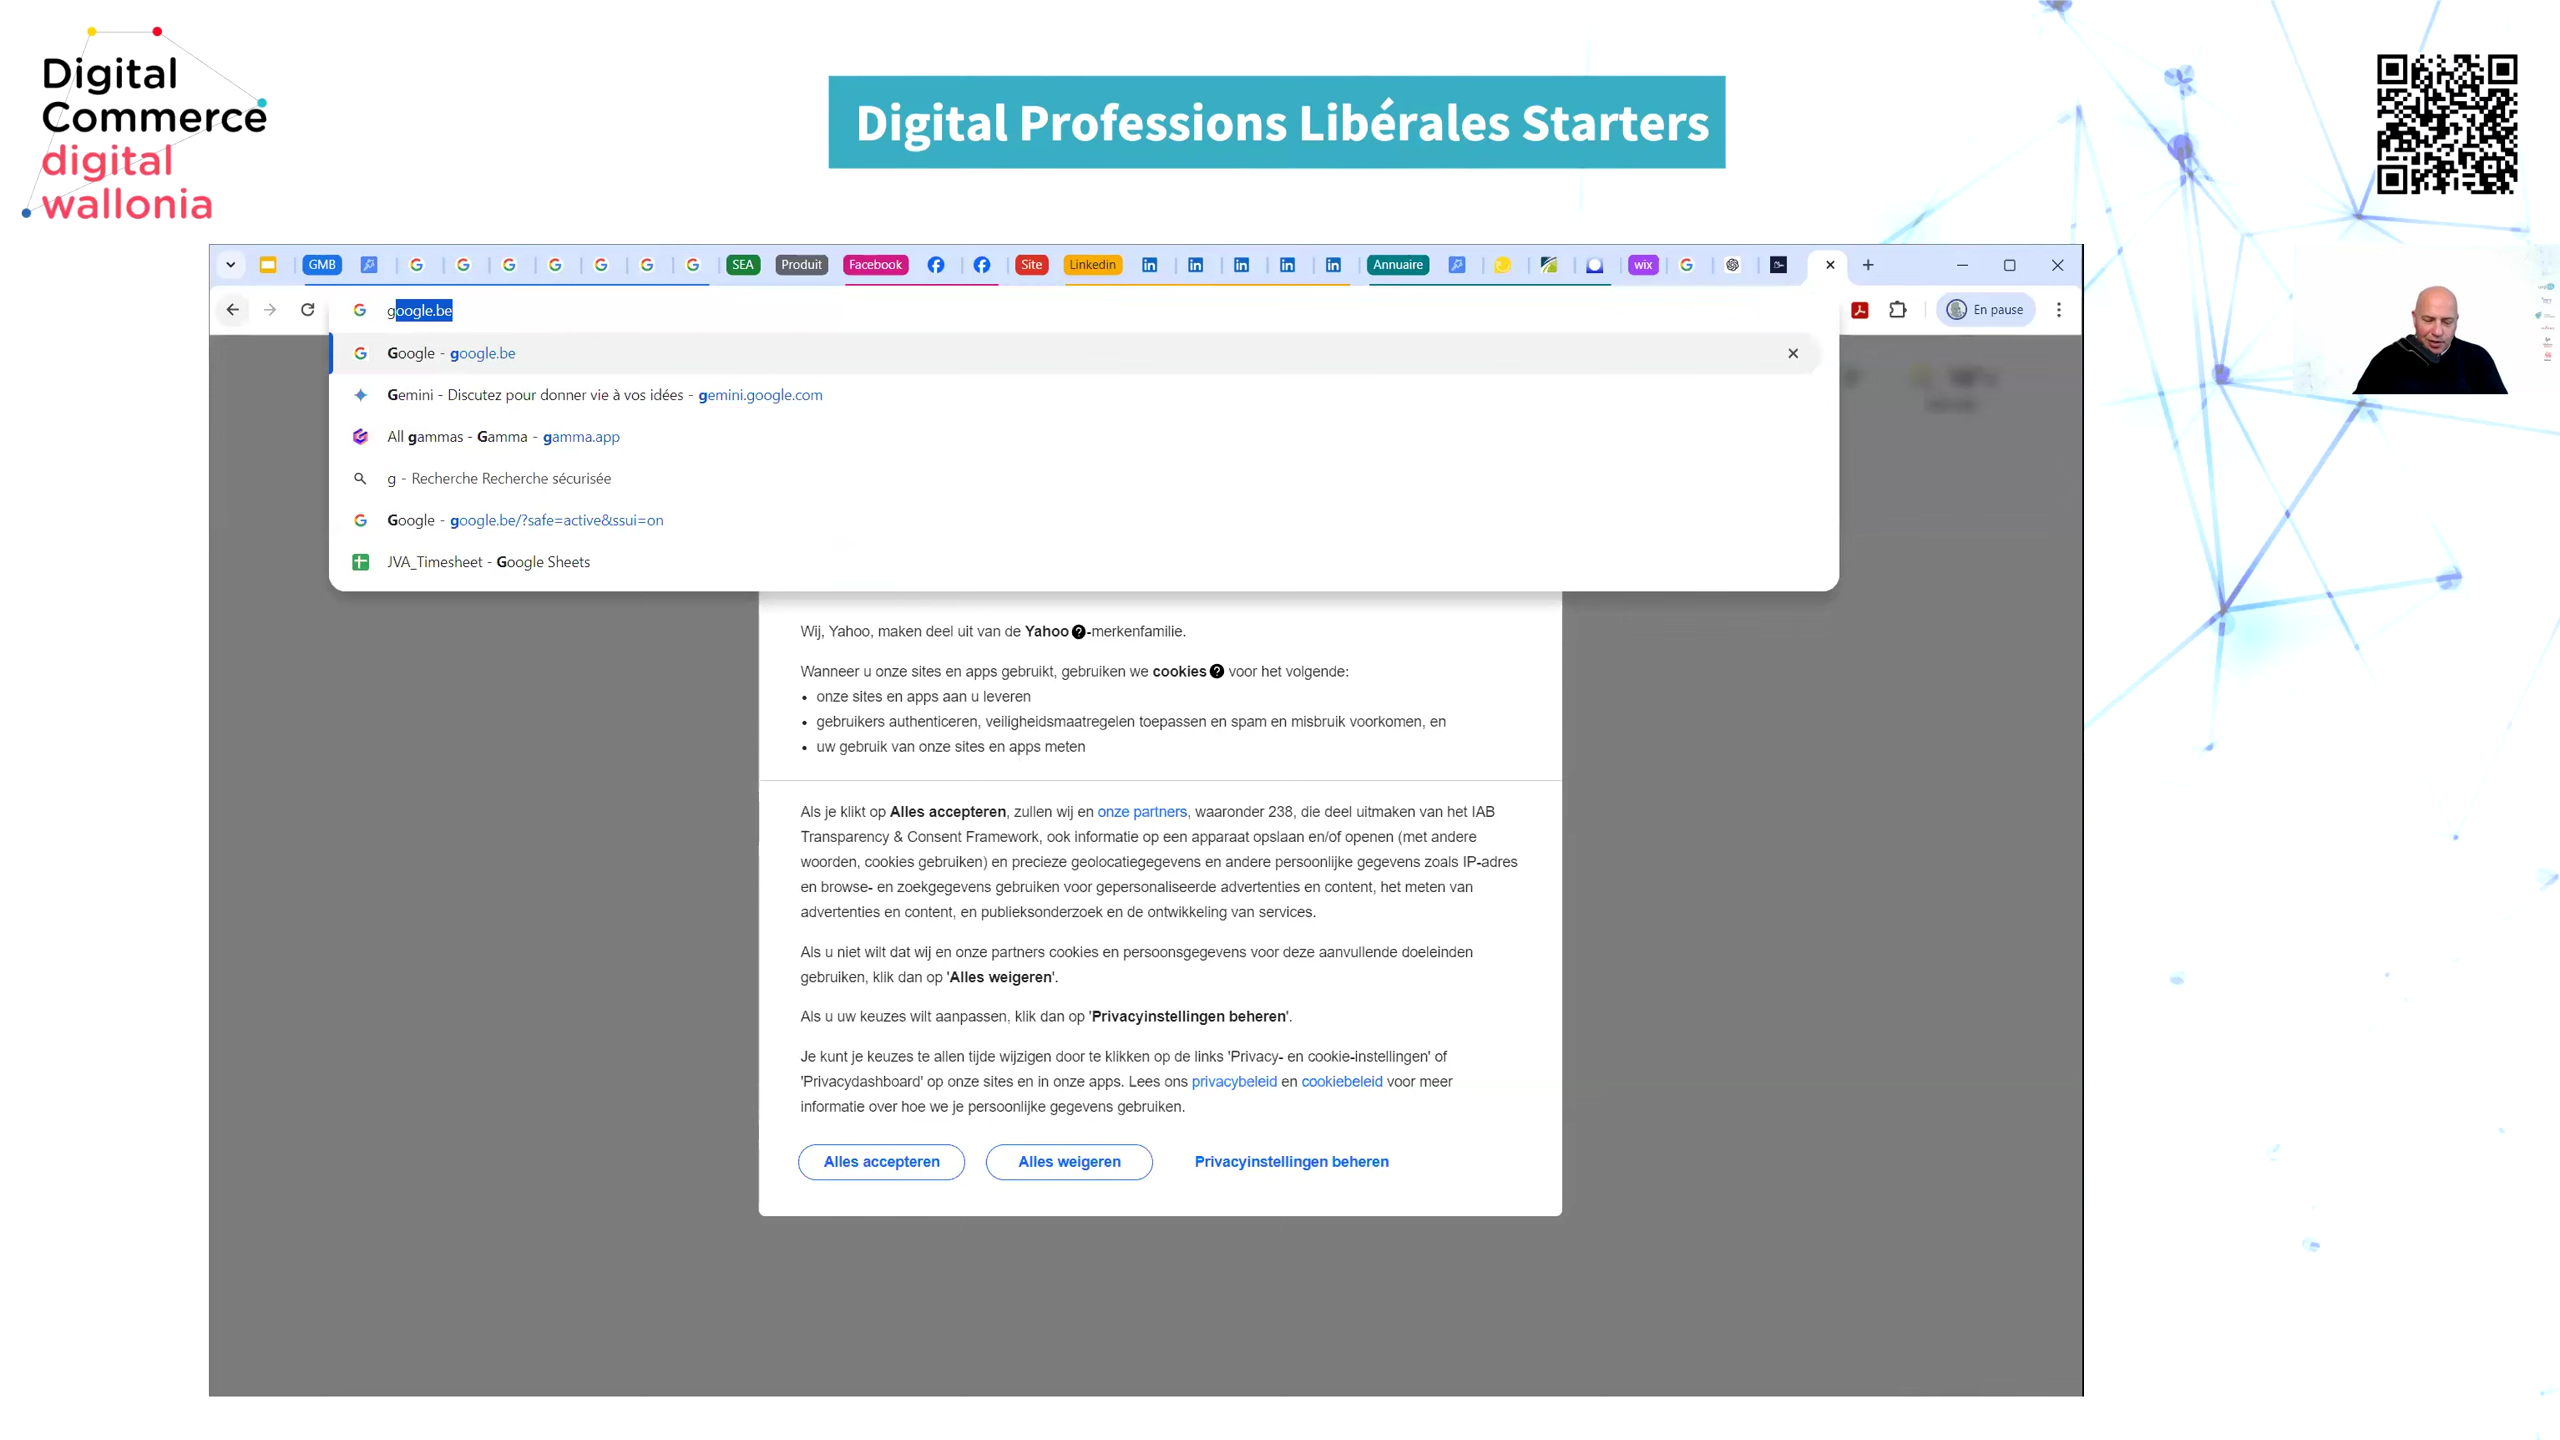 Digital
Commerce
digital
wallonia
Digital Professions Libérales Starters
GMB
SEA
Produit
Facebook
Site
Linkedin
Annuaire
wix
google.be
En pause
Google - google.be
Gemini - Discutez pour donner vie à vos idées - gemini.google.com
All gammas - Gamma - gamma.app
g - Recherche Recherche sécurisée
Google - google.be/?safe=active&ssui=on
JVA_Timesheet - Google Sheets
Wij, Yahoo, maken deel uit van de Yahoo?-merkenfamilie.
Wanneer u onze sites en apps gebruikt, gebruiken we cookies? voor het volgende:
• onze sites en apps aan u leveren
• gebruikers authenticeren, veiligheidsmaatregelen toepassen en spam en misbruik voorkomen, en
• uw gebruik van onze sites en apps meten
Als je klikt op Alles accepteren, zullen wij en onze partners, waaronder 238, die deel uitmaken van het IAB
Transparency & Consent Framework, ook informatie op een apparaat opslaan en/of openen (met andere
woorden, cookies gebruiken) en precieze geolocatiegegevens en andere persoonlijke gegevens zoals IP-adres
en browse- en zoekgegevens gebruiken voor gepersonaliseerde advertenties en content, het meten van
advertenties en content, en publieksonderzoek en de ontwikkeling van services.
Als u niet wilt dat wij en onze partners cookies en persoonsgegevens voor deze aanvullende doeleinden
gebruiken, klik dan op 'Alles weigeren'.
Als u uw keuzes wilt aanpassen, klik dan op 'Privacyinstellingen beheren'.
Je kunt je keuzes te allen tijde wijzigen door te klikken op de links 'Privacy- en cookie-instellingen' of
'Privacydashboard' op onze sites en in onze apps. Lees ons privacybeleid en cookiebeleid voor meer
informatie over hoe we je persoonlijke gegevens gebruiken.
Alles accepteren
Alles weigeren
Privacyinstellingen beheren